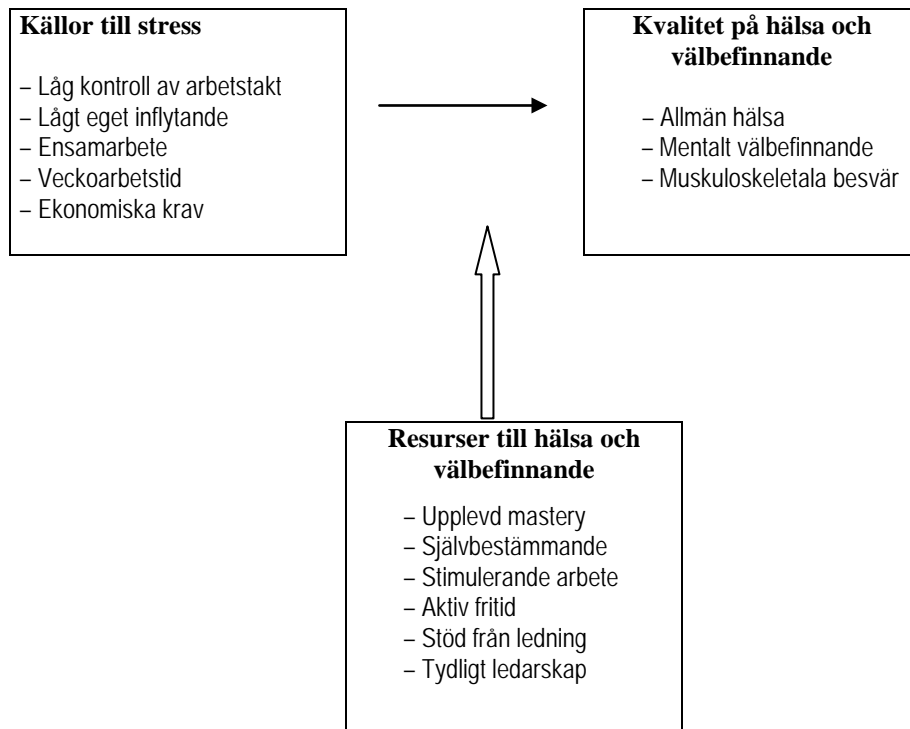 Källor till stress
– Låg kontroll av arbetstakt
– Lågt eget inflytande
– Ensamarbete
– Veckoarbetstid
– Ekonomiska krav
Kvalitet på hälsa och
välbefinnande
– Allmän hälsa
– Mentalt välbefinnande
– Muskuloskeletala besvär
Resurser till hälsa och
välbefinnande
– Upplevd mastery
– Självbestämmande
– Stimulerande arbete
– Aktiv fritid
– Stöd från ledning
– Tydligt ledarskap